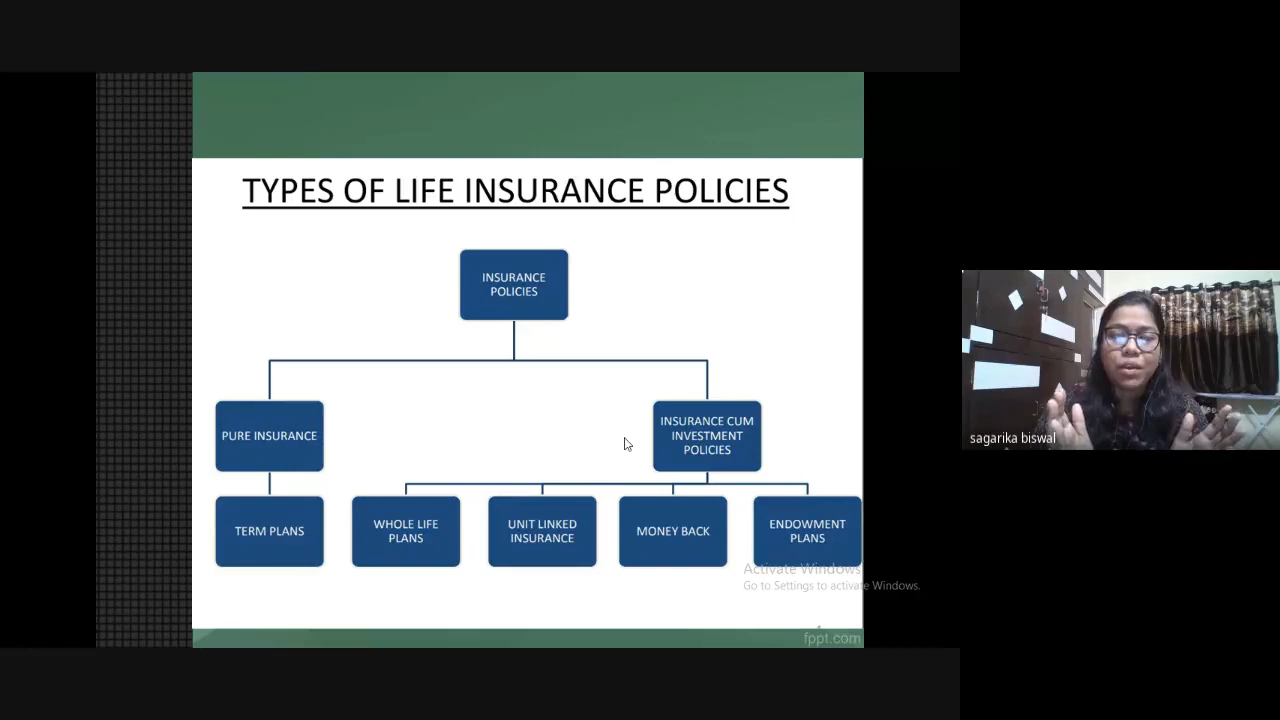 TYPES OF LIFE INSURANCE POLICIES
INSURANCE
POLICIES
PURE INSURANCE
INSURANCE CUM
INVESTMENT
POLICIES
TERM PLANS
WHOLE LIFE
PLANS
UNIT LINKED
INSURANCE
MONEY BACK
ENDOWMENT
PLANS
Activate Windows
Go to Settings to activate Windows.
fppt.com
sagarika biswal